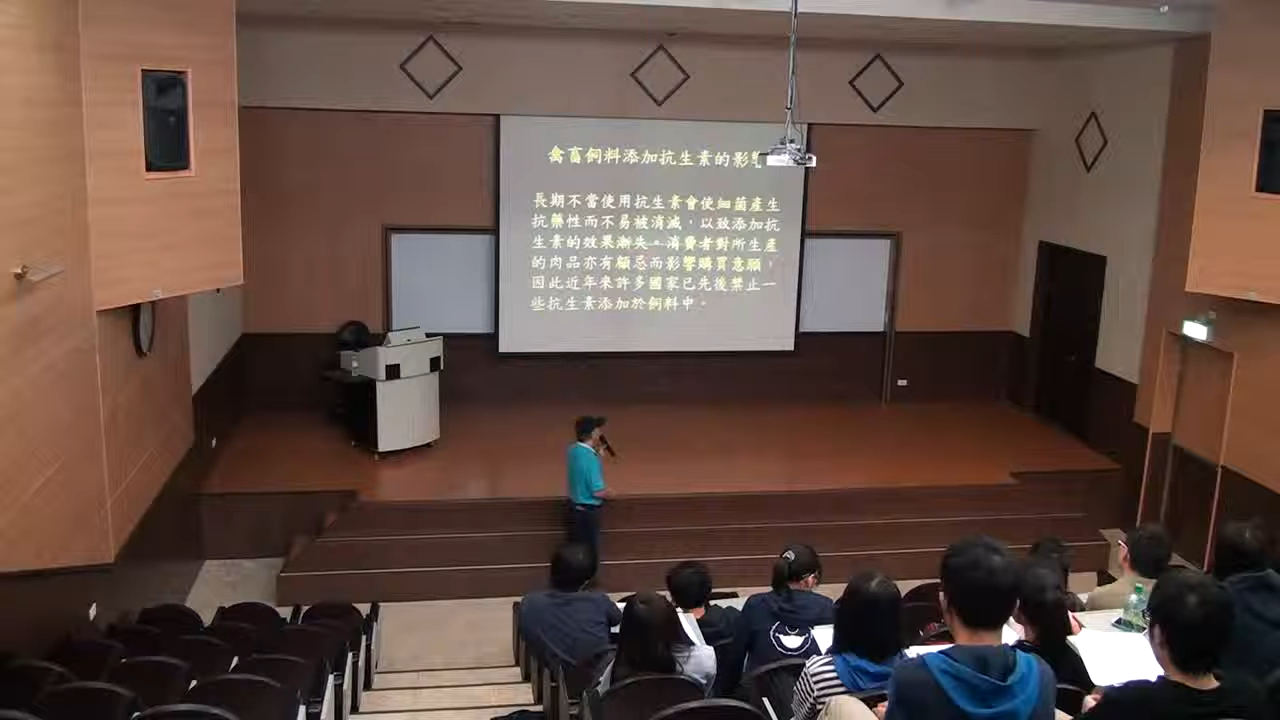 禽畜飼料添加抗生素的影響
長期不當使用抗生素會使細菌產生
抗藥性而不易被消滅，以致添加抗
生素的效果漸失。消費者對所生產
的肉品亦有顧忌而影響購買意願，
因此近年來許多國家已先後禁止一
些抗生素添加於飼料中。